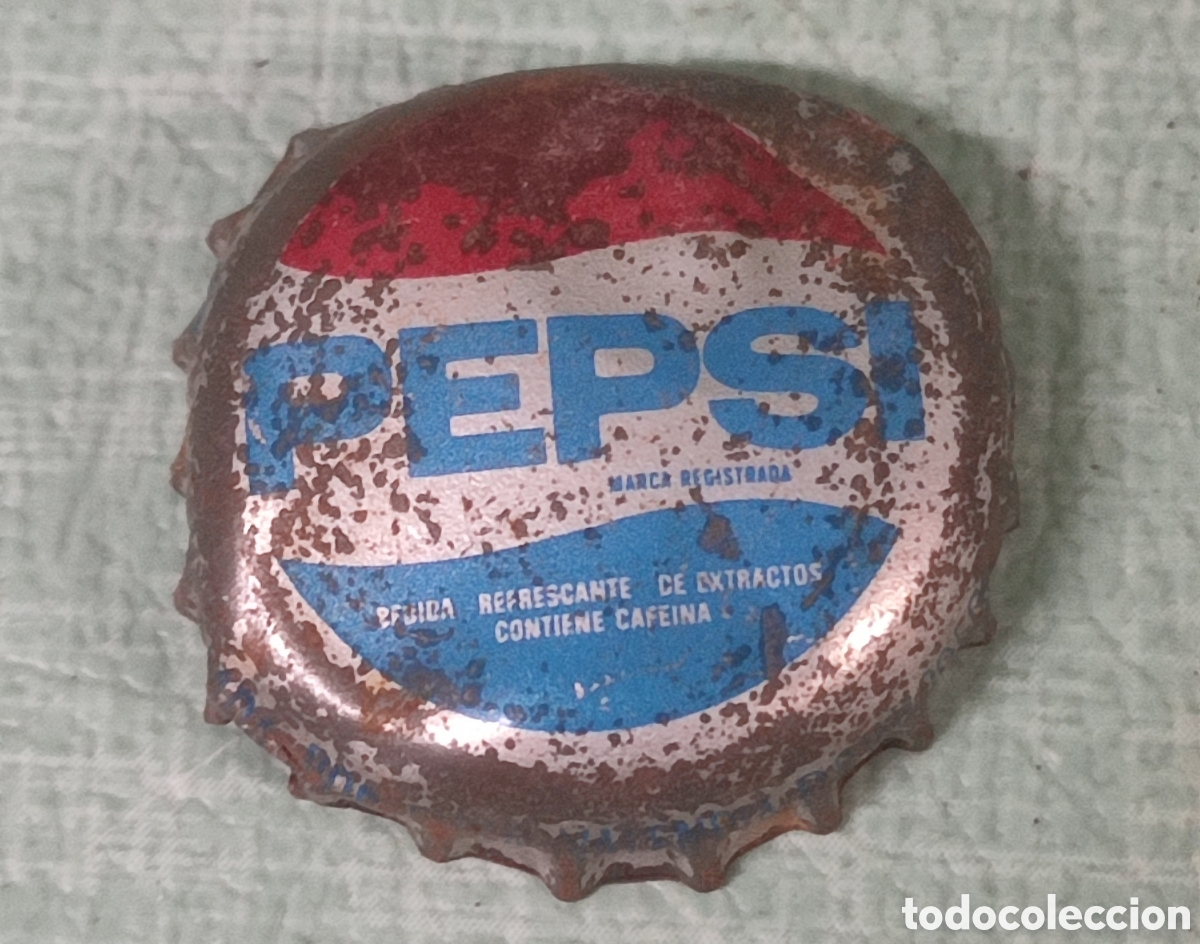 PEPSI
MARCA REGISTRADA
BEBIDA REFRESCANTE DE EXTRACTOS
CONTIENE CAFEINA
todocoleccion